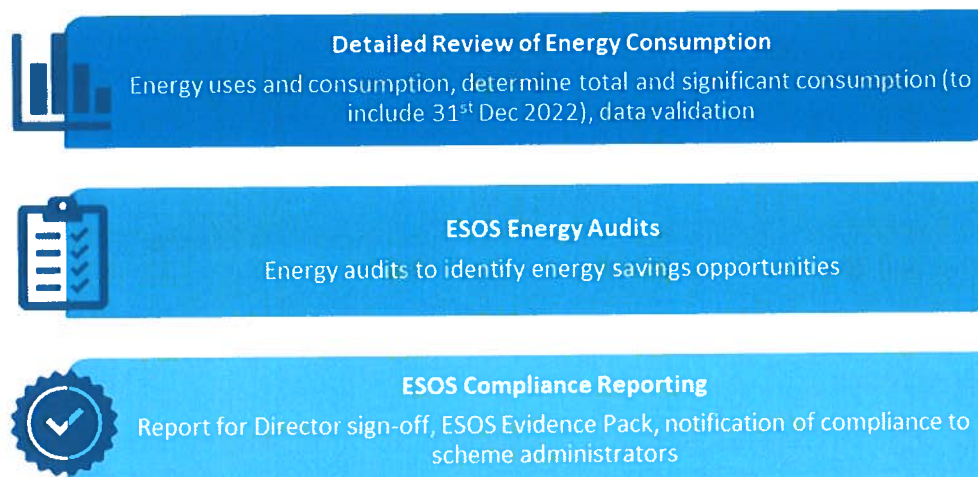 Detailed Review of Energy Consumption
Energy uses and consumption, determine total and significant consumption (to
include 31st Dec 2022), data validation
ESOS Energy Audits
Energy audits to identify energy savings opportunities
ESOS Compliance Reporting
Report for Director sign-off, ESOS Evidence Pack, notification of compliance to
scheme administrators